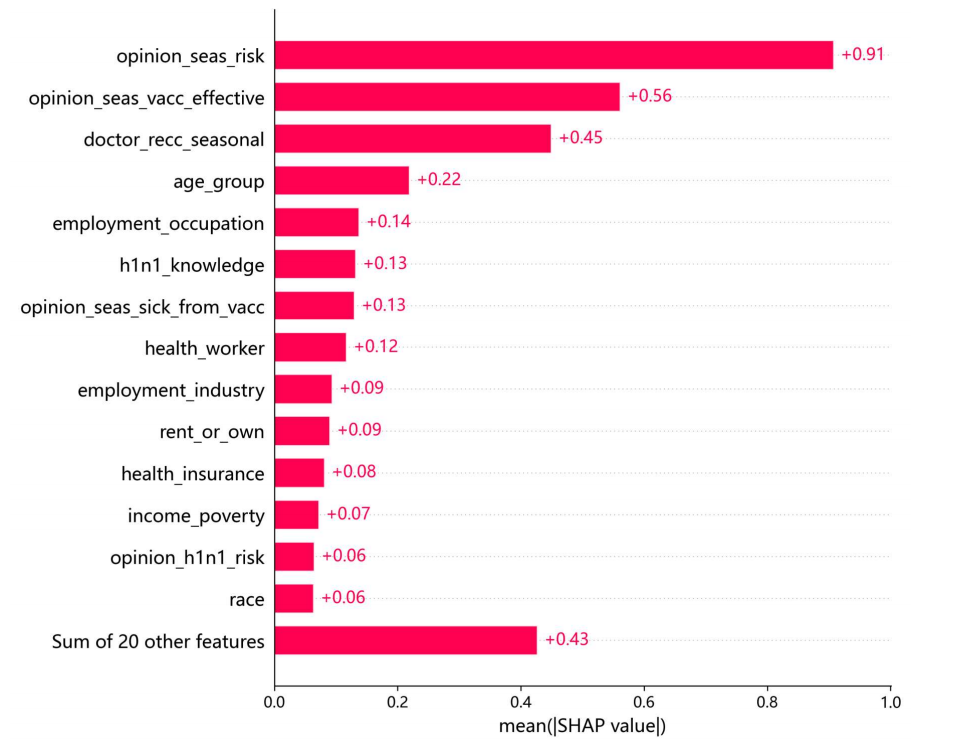 opinion_seas_risk +0.91
opinion_seas_vacc_effective +0.56
doctor_recc_seasonal +0.45
age_group +0.22
employment_occupation +0.14
h1n1_knowledge +0.13
opinion_seas_sick_from_vacc +0.13
health_worker +0.12
employment_industry +0.09
rent_or_own +0.09
health_insurance +0.08
income_poverty +0.07
opinion_h1n1_risk +0.06
race +0.06
Sum of 20 other features +0.43
0.0 0.2 0.4 0.6 0.8 1.0
mean(|SHAP value|)